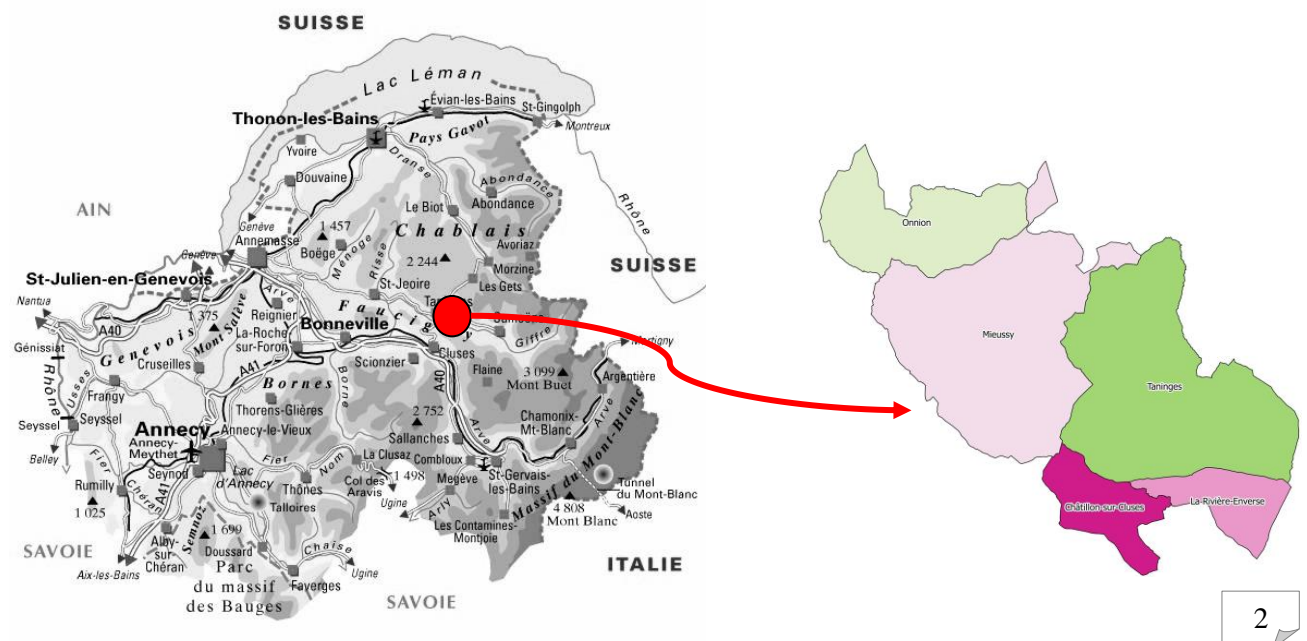 SUISSE
Lac Léman
Évian-les-Bains
St-Gingolph
Thonon-les-Bains
Pays Gavot
Montreux
Yvoire
Dranse
Douvaine
Abondance
Abondance
Rhône
AIN
Le Biot
Genève
Annemasse
1 457
Boëge
Chablais
Avoriaz
Genève
Ménage
Risse
2 244
Morzine
SUISSE
St-Julien-en-Genevois
St-Jeoire
Les Gets
Nantua
Arve
Reignier
Faucigny
A40
1 375
Mont Salève
La-Roche-
sur-Foron
Bonneville
Giffre
Martigny
Génissiat
Genevois
Cruseilles
A41
Scionzier
Cluses
Flaine
3 099
Mont Buet
Argentière
Rhône
Usses
Frangy
Bornes
Borne
A40
Seyssel
Seyssel
Thorens-Glières
2 752
Chamonix-
Mt-Blanc
Arve
Annecy
Annecy-le-Vieux
Annecy-
Meythet
Sallanches
Arve
Belley
Fier
Seynod
Lac
d'Annecy
Fier
Nom
La Clusaz
Combloux
St-Gervais-
les-Bains
Massif du Mont-Blanc
Rumilly
Chéran
A41
Thônes
Col des
Aravis
1 498
Megève
Tunnel
du Mont-Blanc
1 025
Talloires
Ugine
Arly
4 808
Mont Blanc
Aoste
Semnoz
1 699
Les Contamines-
Montjoie
SAVOIE
Alby-
sur-
Chéran
Doussard
Chaise
Aix-les-Bains
Parc
du massif
des Bauges
Faverges
Ugine
SAVOIE
ITALIE
Onnion
Mieussy
Taninges
Châtillon-sur-Cluses
La-Rivière-Enverse
2